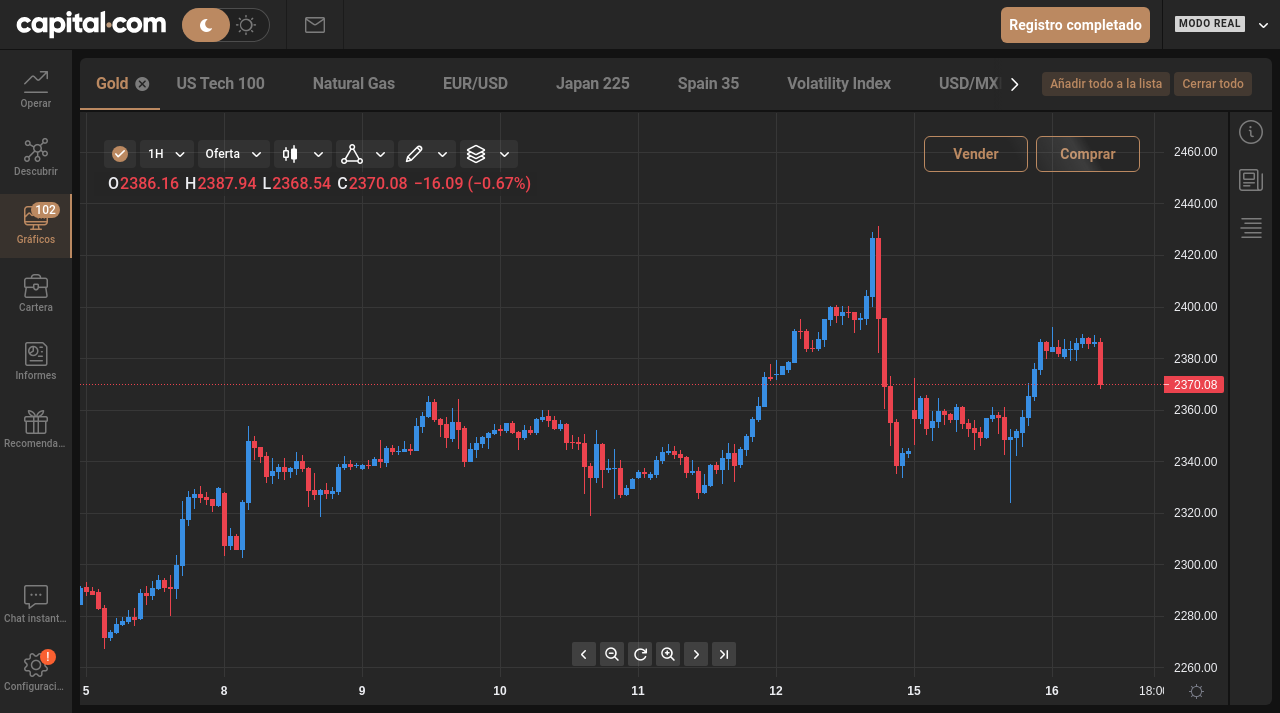 capital.com
Registro completado
MODO REAL
Operar
Descubrir
102
Gráficos
Cartera
Informes
Recomenda...
Chat instant...
!
Configuraci...
Gold US Tech 100 Natural Gas EUR/USD Japan 225 Spain 35 Volatility Index USD/MX
Añadir todo a la lista
Cerrar todo
1H
Oferta
Vender
Comprar
O2386.16 H2387.94 L2368.54 C2370.08 −16.09 (−0.67%)
2460.00
2440.00
2420.00
2400.00
2380.00
2370.08
2360.00
2340.00
2320.00
2300.00
2280.00
2260.00
5 8 9 10 11 12 15 16 18:00